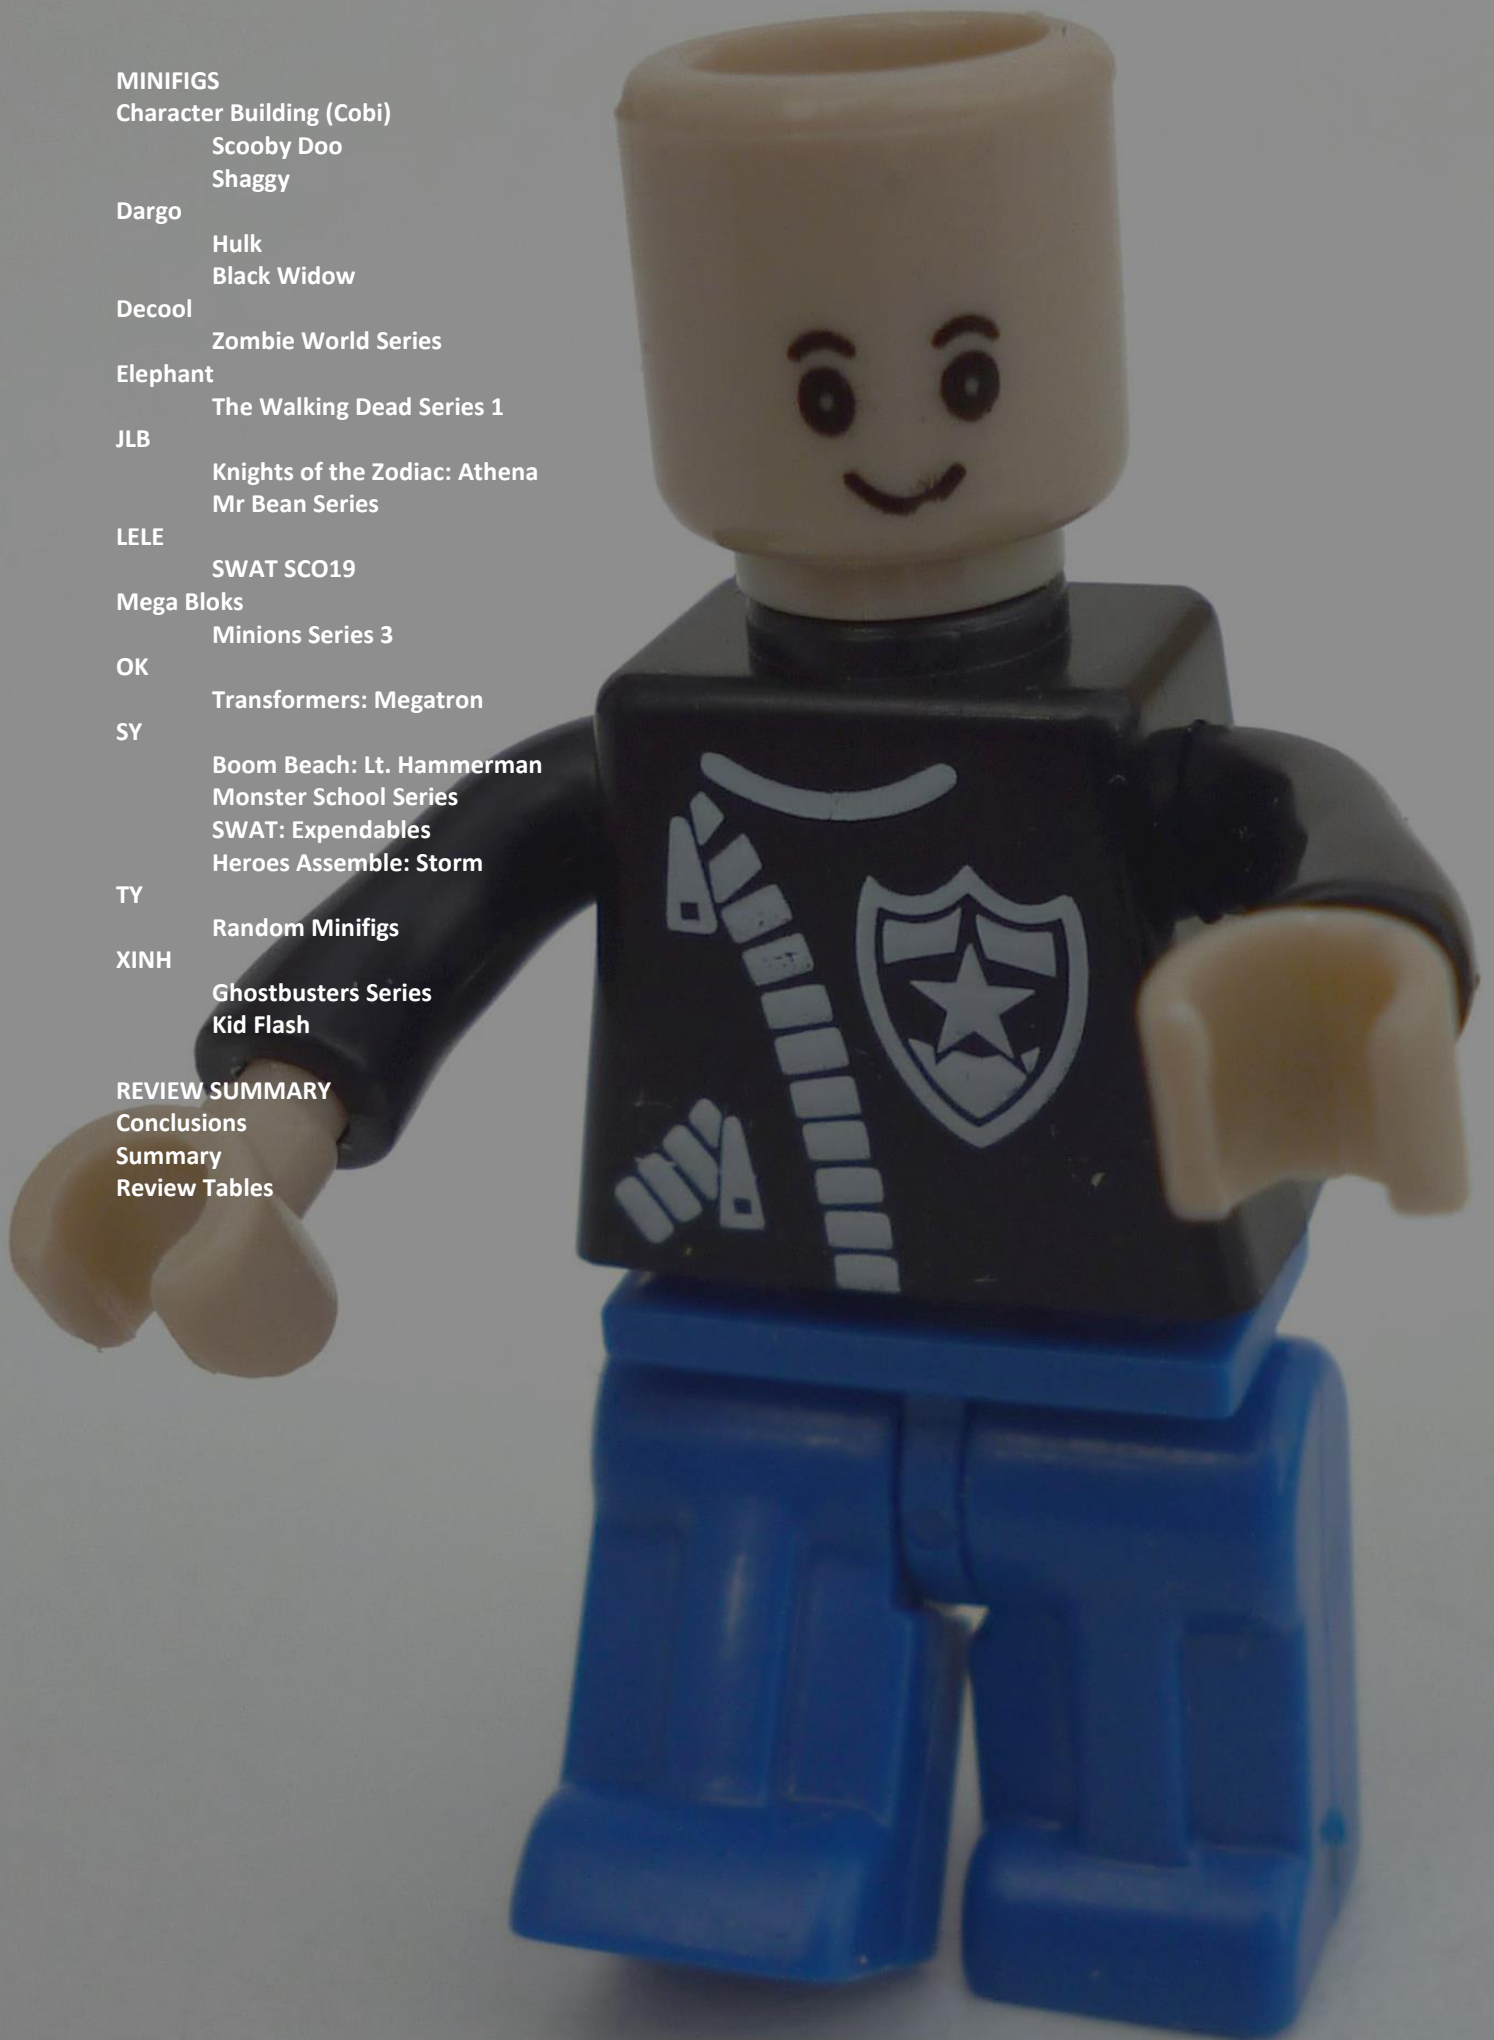 MINIFIGS
Character Building (Cobi)
Scooby Doo
Shaggy
Dargo
Hulk
Black Widow
Decool
Zombie World Series
Elephant
The Walking Dead Series 1
JLB
Knights of the Zodiac: Athena
Mr Bean Series
LELE
SWAT SCO19
Mega Bloks
Minions Series 3
OK
Transformers: Megatron
SY
Boom Beach: Lt. Hammerman
Monster School Series
SWAT: Expendables
Heroes Assemble: Storm
TY
Random Minifigs
XINH
Ghostbusters Series
Kid Flash
REVIEW SUMMARY
Conclusions
Summary
Review Tables